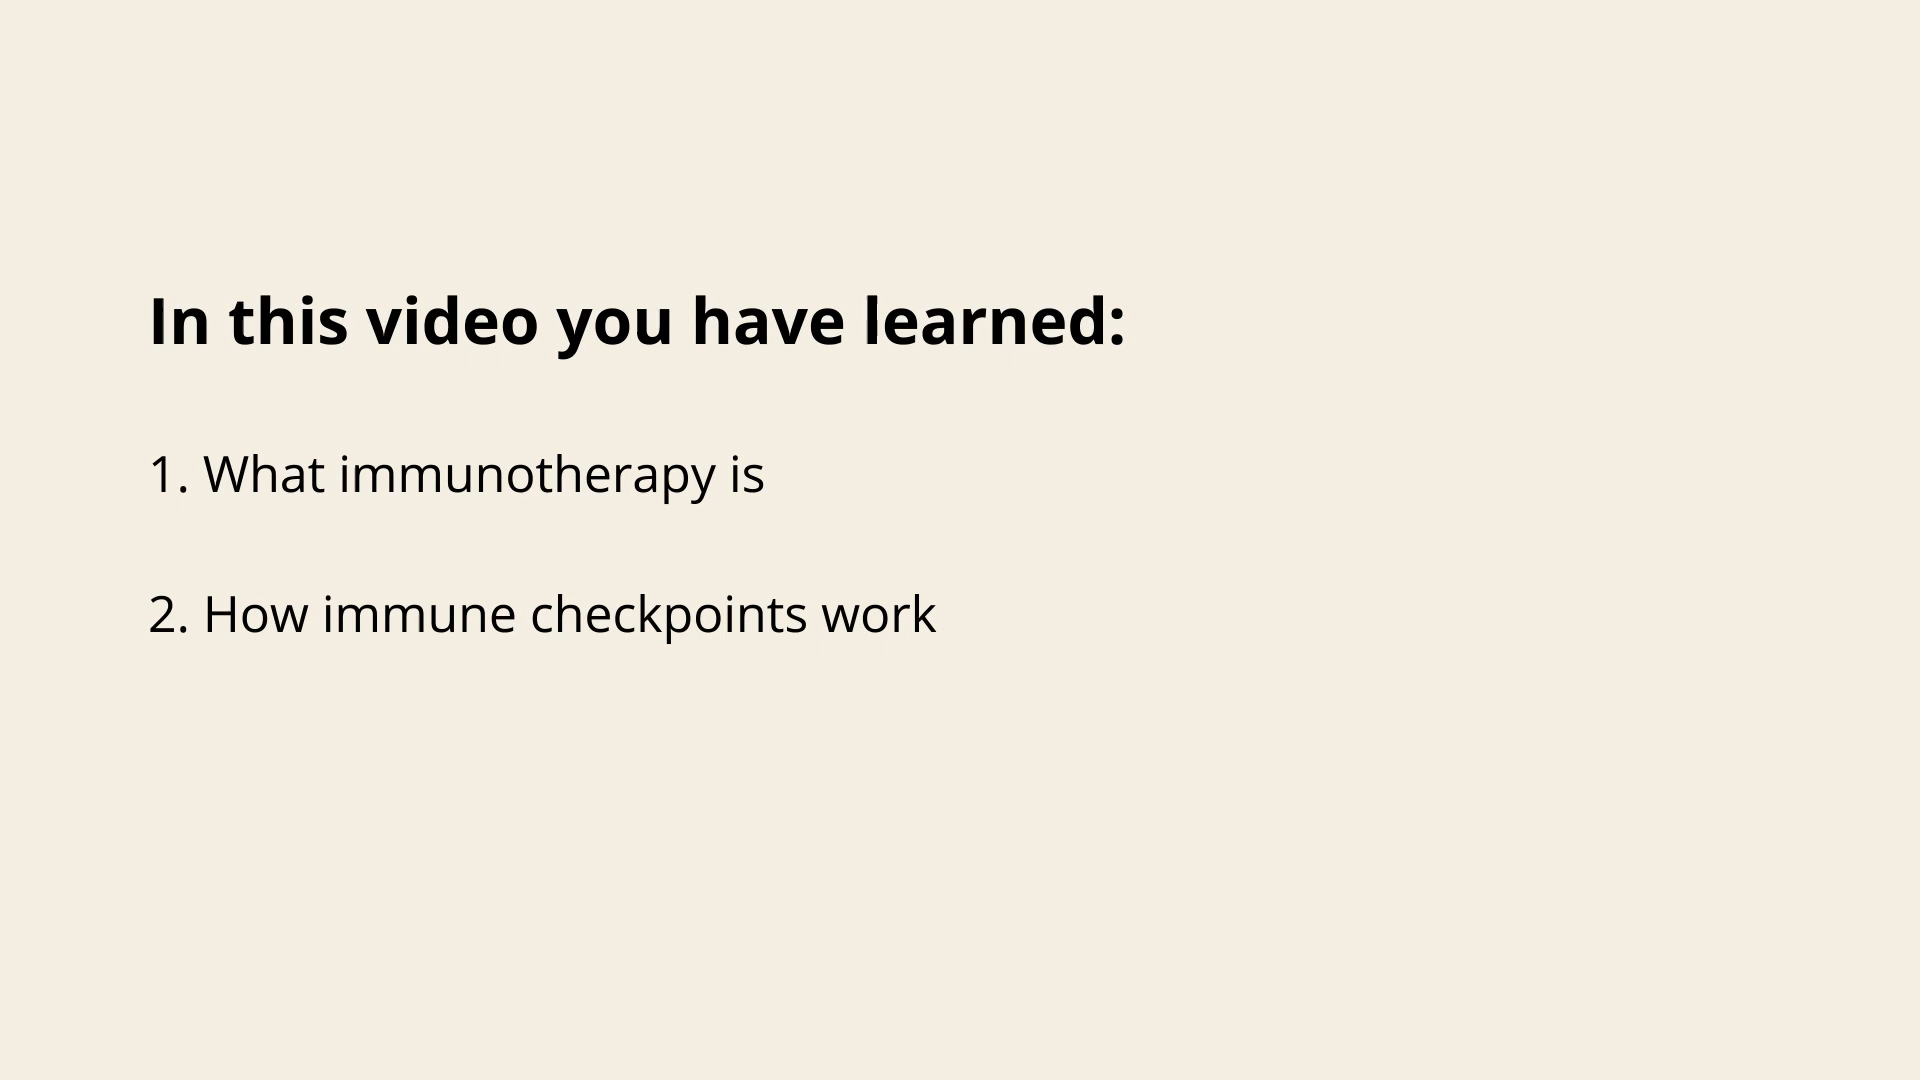 In this video you have learned:
1. What immunotherapy is
2. How immune checkpoints work